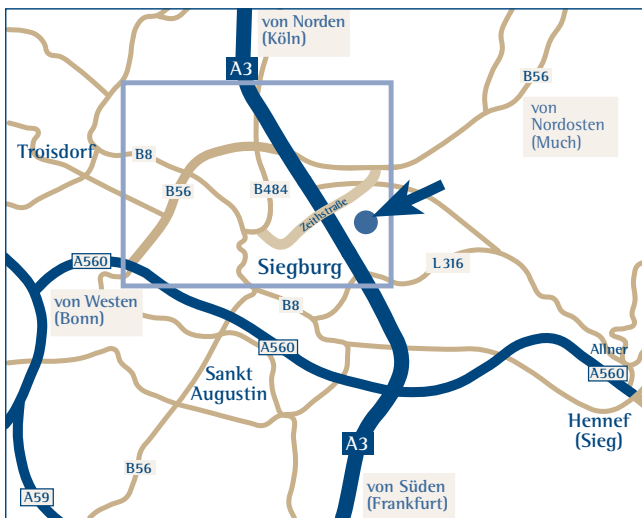 von Norden
(Köln)
A3
B56
von
Nordosten
(Much)
Troisdorf
B8
B56
B484
Zeithstraße
A560
Siegburg
L 316
von Westen
(Bonn)
B8
A560
Allner
A560
Sankt
Augustin
Hennef
(Sieg)
A3
B56
A59
von Süden
(Frankfurt)